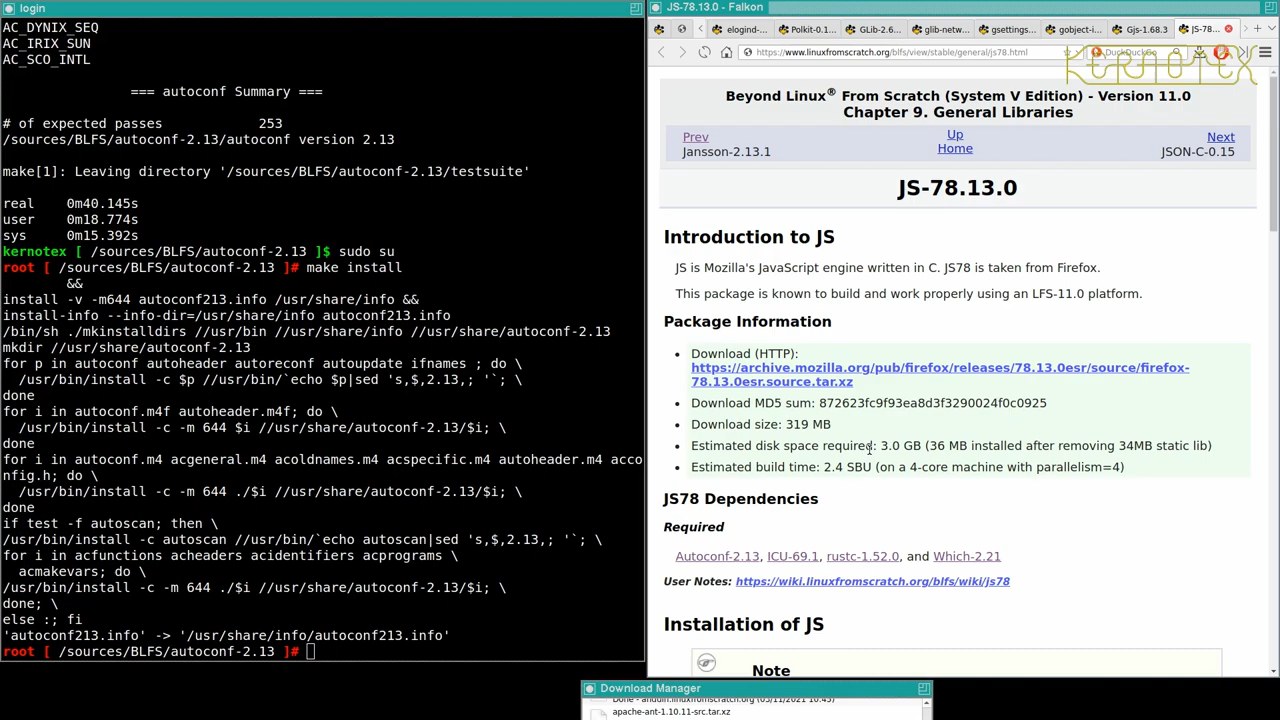 login
AC_DYNIX_SEQ
AC_IRIX_SUN
AC_SCO_INTL
=== autoconf Summary ===
# of expected passes 253
/sources/BLFS/autoconf-2.13/autoconf version 2.13
make[1]: Leaving directory '/sources/BLFS/autoconf-2.13/testsuite'
real 0m40.145s
user 0m18.774s
sys 0m15.392s
kernotex [ /sources/BLFS/autoconf-2.13 ]$ sudo su
root [ /sources/BLFS/autoconf-2.13 ]# make install
&&
install -v -m644 autoconf213.info /usr/share/info &&
install-info --info-dir=/usr/share/info autoconf213.info
/bin/sh ./mkinstalldirs //usr/bin //usr/share/info //usr/share/autoconf-2.13
mkdir //usr/share/autoconf-2.13
for p in autoconf autoheader autoreconf autoupdate ifnames ; do \
/usr/bin/install -c $p //usr/bin/`echo $p|sed 's,$,2.13,; '`; \
done
for i in autoconf.m4f autoheader.m4f; do \
/usr/bin/install -c -m 644 $i //usr/share/autoconf-2.13/$i; \
done
for i in autoconf.m4 acgeneral.m4 acoldnames.m4 acspecific.m4 autoheader.m4 acco
nfig.h; do \
/usr/bin/install -c -m 644 ./$i //usr/share/autoconf-2.13/$i; \
done
if test -f autoscan; then \
/usr/bin/install -c autoscan //usr/bin/`echo autoscan|sed 's,$,2.13,; '`; \
for i in acfunctions acheaders acidentifiers acprograms \
acmakevars; do \
/usr/bin/install -c -m 644 ./$i //usr/share/autoconf-2.13/$i; \
done; \
else :; fi
'autoconf213.info' -> '/usr/share/info/autoconf213.info'
root [ /sources/BLFS/autoconf-2.13 ]#
JS-78.13.0 - Falkon
elogind-... Polkit-0.1... GLib-2.6... glib-netw... gsettings... gobject-i... Gjs-1.68.3 JS-78...
https://www.linuxfromscratch.org/blfs/view/stable/general/js78.html DuckDuckGo
KERNOTEX
Beyond Linux® From Scratch (System V Edition) - Version 11.0
Chapter 9. General Libraries
Prev Up Next
Jansson-2.13.1 Home JSON-C-0.15
JS-78.13.0
Introduction to JS
JS is Mozilla's JavaScript engine written in C. JS78 is taken from Firefox.
This package is known to build and work properly using an LFS-11.0 platform.
Package Information
• Download (HTTP):
https://archive.mozilla.org/pub/firefox/releases/78.13.0esr/source/firefox-
78.13.0esr.source.tar.xz
• Download MD5 sum: 872623fc9f93ea8d3f3290024f0c0925
• Download size: 319 MB
• Estimated disk space required: 3.0 GB (36 MB installed after removing 34MB static lib)
• Estimated build time: 2.4 SBU (on a 4-core machine with parallelism=4)
JS78 Dependencies
Required
Autoconf-2.13, ICU-69.1, rustc-1.52.0, and Which-2.21
User Notes: https://wiki.linuxfromscratch.org/blfs/wiki/js78
Installation of JS
Note
Download Manager
Done - anduin.linuxfromscratch.org (05/11/2021 10:45)
apache-ant-1.10.11-src.tar.xz